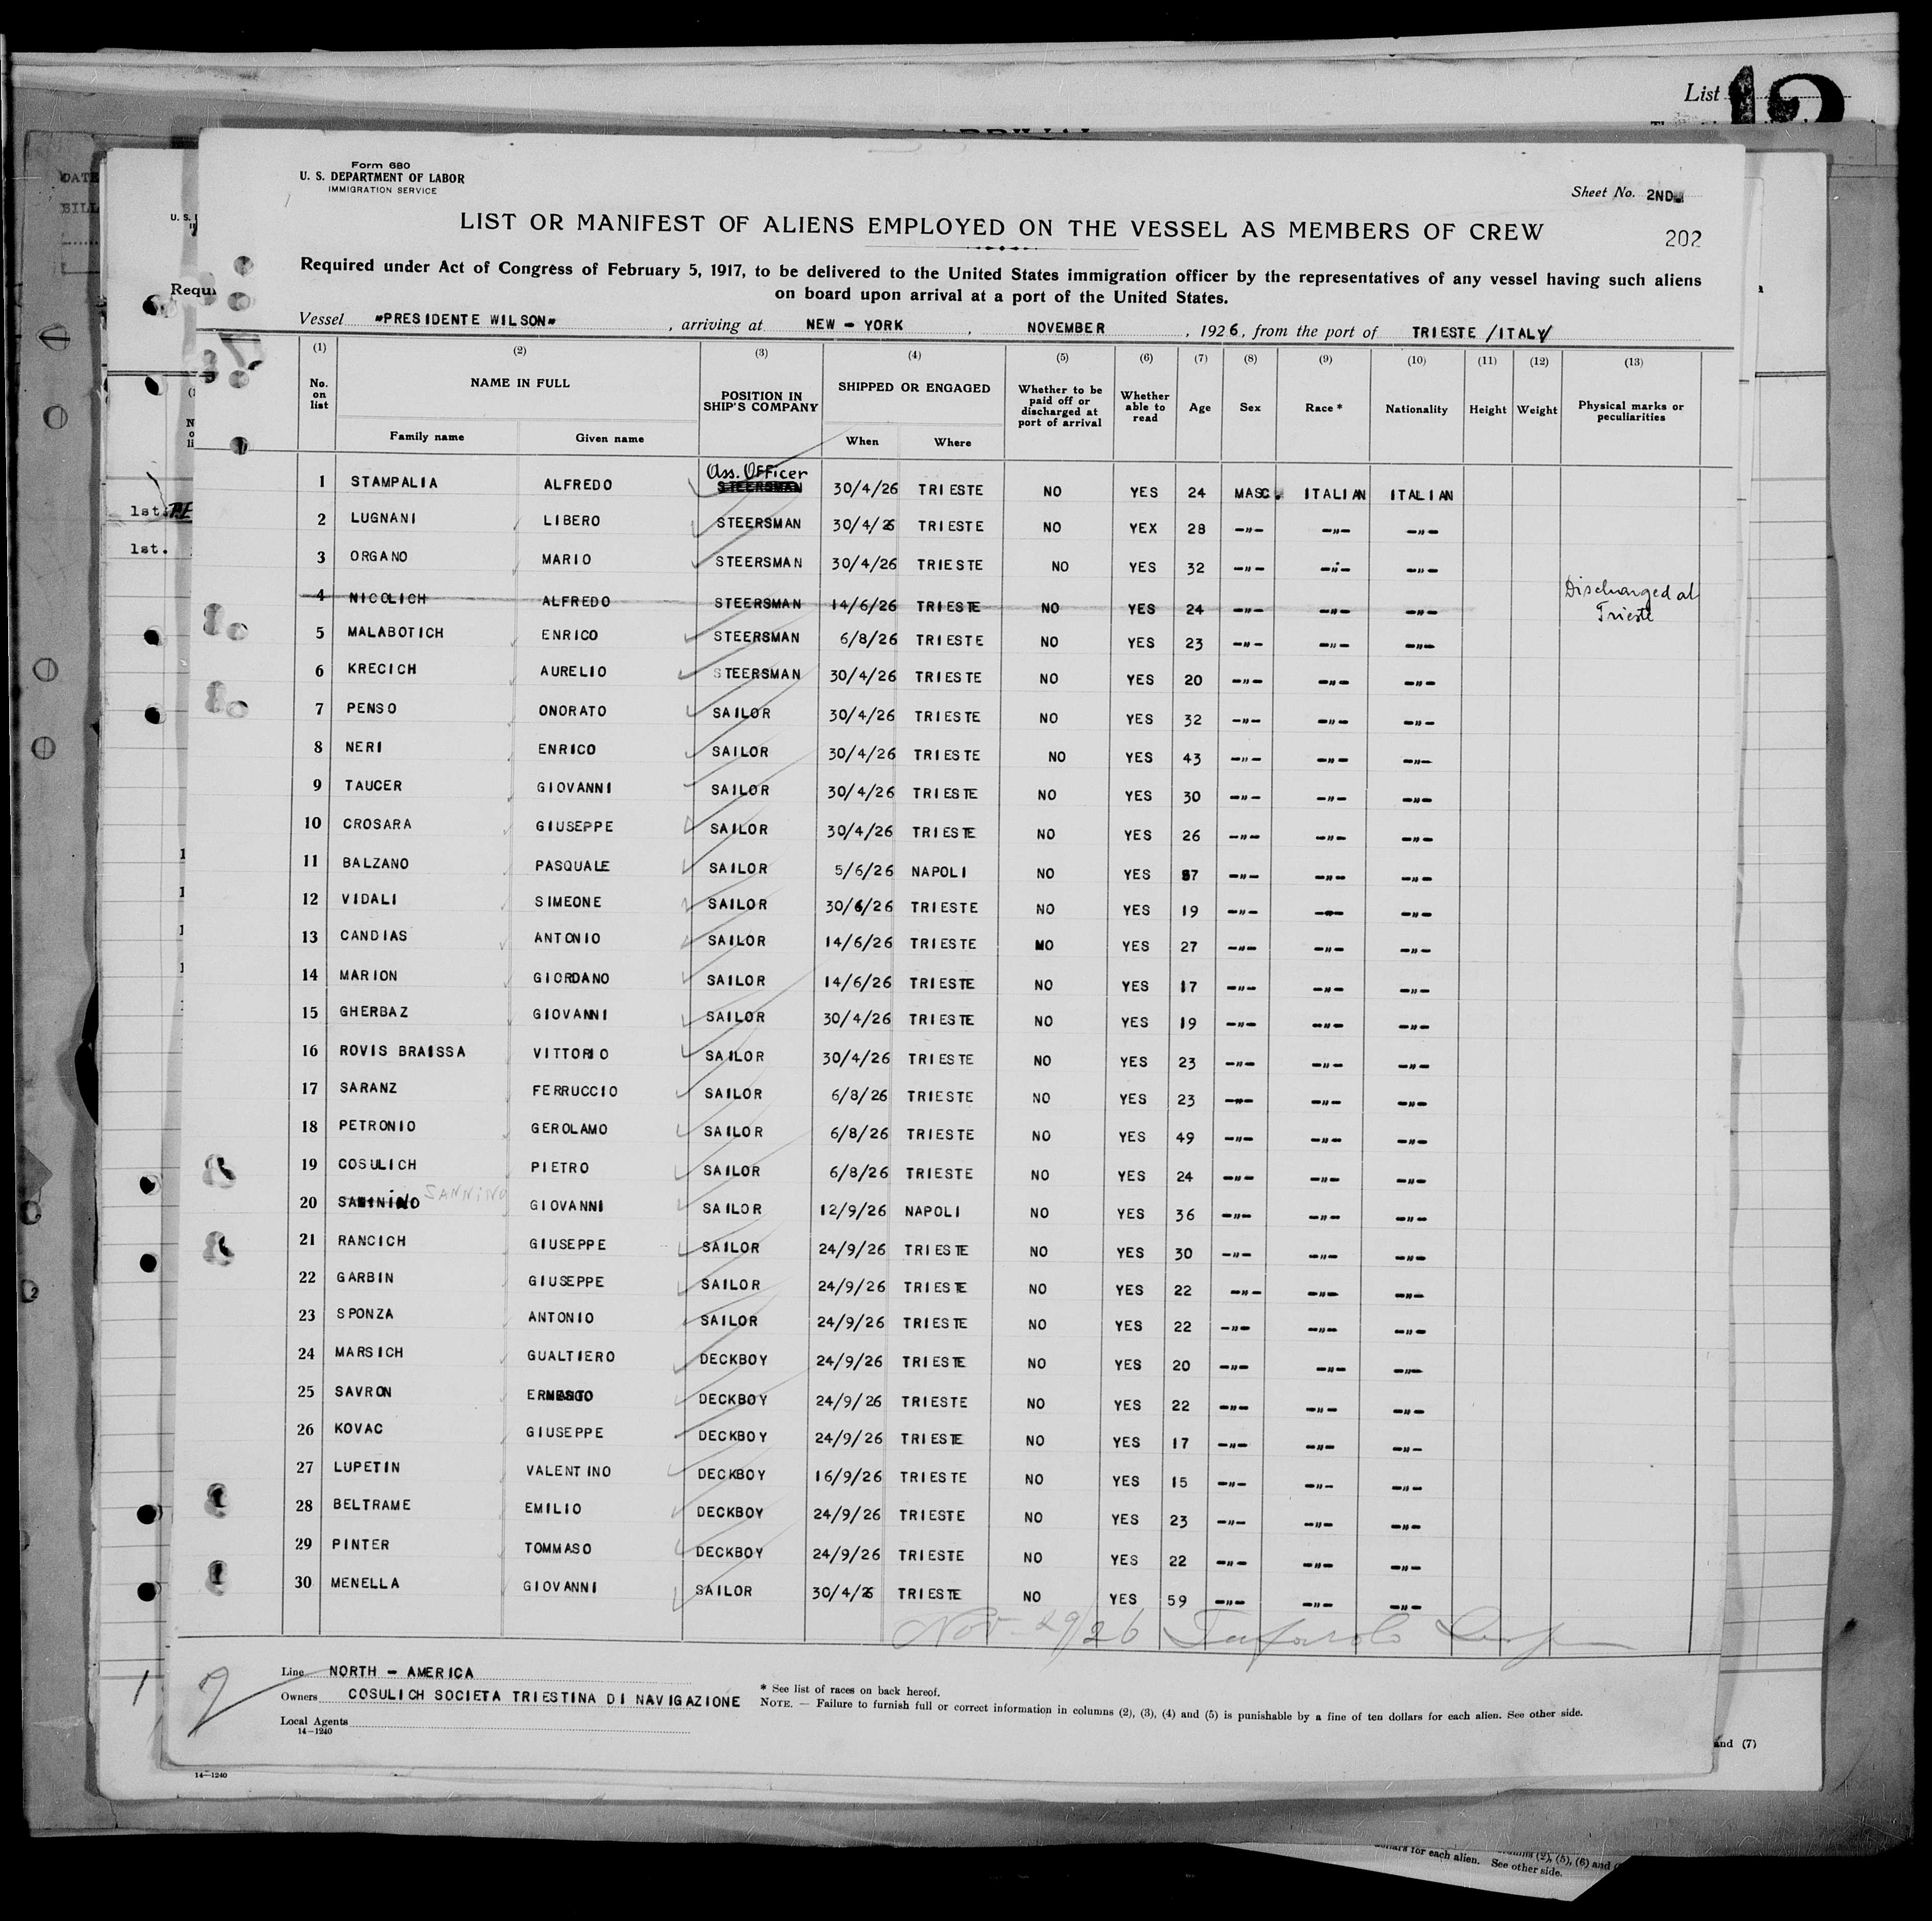 List 12
Form 680
U. S. DEPARTMENT OF LABOR
IMMIGRATION SERVICE
Sheet No. 2ND
LIST OR MANIFEST OF ALIENS EMPLOYED ON THE VESSEL AS MEMBERS OF CREW
202
Required under Act of Congress of February 5, 1917, to be delivered to the United States immigration officer by the representatives of any vessel having such aliens
on board upon arrival at a port of the United States.
Vessel "PRESIDENTE WILSON", arriving at NEW - YORK, NOVEMBER, 1926, from the port of TRIESTE /ITALY/
(1) (2) (3) (4) (5) (6) (7) (8) (9) (10) (11) (12) (13)
No. on list NAME IN FULL Family name Given name POSITION IN SHIP'S COMPANY SHIPPED OR ENGAGED When Where Whether to be paid off or discharged at port of arrival Whether able to read Age Sex Race * Nationality Height Weight Physical marks or peculiarities
1 STAMPALIA ALFREDO Ass. Officer STEERSMAN 30/4/26 TRIESTE NO YES 24 MASC. ITALIAN ITALIAN
2 LUGNANI LIBERO STEERSMAN 30/4/26 TRIESTE NO YEX 28 -"- -"- -"-
3 ORGANO MARIO STEERSMAN 30/4/26 TRIESTE NO YES 32 -"- -"- -"-
4 NICOLICH ALFREDO STEERSMAN 14/6/26 TRIESTE NO YES 24 -"- -"- -"- Discharged at Trieste
5 MALABOTICH ENRICO STEERSMAN 6/8/26 TRIESTE NO YES 23 -"- -"- -"-
6 KRECICH AURELIO STEERSMAN 30/4/26 TRIESTE NO YES 20 -"- -"- -"-
7 PENSO ONORATO SAILOR 30/4/26 TRIESTE NO YES 32 -"- -"- -"-
8 NERI ENRICO SAILOR 30/4/26 TRIESTE NO YES 43 -"- -"- -"-
9 TAUCER GIOVANNI SAILOR 30/4/26 TRIESTE NO YES 30 -"- -"- -"-
10 CROSARA GIUSEPPE SAILOR 30/4/26 TRIESTE NO YES 26 -"- -"- -"-
11 BALZANO PASQUALE SAILOR 5/6/26 NAPOLI NO YES -"- -"- -"-
12 VIDALI SIMEONE SAILOR 30/6/26 TRIESTE NO YES 19 -"- -"- -"-
13 CANDIAS ANTONIO SAILOR 14/6/26 TRIESTE NO YES 27 -"- -"- -"-
14 MARION GIORDANO SAILOR 14/6/26 TRIESTE NO YES 17 -"- -"- -"-
15 GHERBAZ GIOVANNI SAILOR 30/4/26 TRIESTE NO YES 19 -"- -"- -"-
16 ROVIS BRAISSA VITTORIO SAILOR 30/4/26 TRIESTE NO YES 23 -"- -"- -"-
17 SARANZ FERRUCCIO SAILOR 6/8/26 TRIESTE NO YES 23 -"- -"- -"-
18 PETRONIO GEROLAMO SAILOR 6/8/26 TRIESTE NO YES 49 -"- -"- -"-
19 COSULICH PIETRO SAILOR 6/8/26 TRIESTE NO YES 24 -"- -"- -"-
20 SANNINO GIOVANNI SAILOR 12/9/26 NAPOLI NO YES 36 -"- -"- -"-
21 RANCICH GIUSEPPE SAILOR 24/9/26 TRIESTE NO YES 30 -"- -"- -"-
22 GARBIN GIUSEPPE SAILOR 24/9/26 TRIESTE NO YES 22 -"- -"- -"-
23 SPONZA ANTONIO SAILOR 24/9/26 TRIESTE NO YES 22 -"- -"- -"-
24 MARSICH GUALTIERO DECKBOY 24/9/26 TRIESTE NO YES 20 -"- -"- -"-
25 SAVRON DECKBOY 24/9/26 TRIESTE NO YES 22 -"- -"- -"-
26 KOVAC GIUSEPPE DECKBOY 24/9/26 TRIESTE NO YES 17 -"- -"- -"-
27 LUPETIN VALENTINO DECKBOY 16/9/26 TRIESTE NO YES 15 -"- -"- -"-
28 BELTRAME EMILIO DECKBOY 24/9/26 TRIESTE NO YES 23 -"- -"- -"-
29 PINTER TOMMASO DECKBOY 24/9/26 TRIESTE NO YES 22 -"- -"- -"-
30 MENELLA GIOVANNI SAILOR 30/4/26 TRIESTE NO YES 59 -"- -"- -"-
Nov - 29/26
Line NORTH - AMERICA
Owners COSULICH SOCIETA TRIESTINA DI NAVIGAZIONE
Local Agents
14-1240
* See list of races on back hereof.
NOTE. — Failure to furnish full or correct information in columns (2), (3), (4) and (5) is punishable by a fine of ten dollars for each alien. See other side.
and (7)
14-1240
dollars for each alien. See other side.